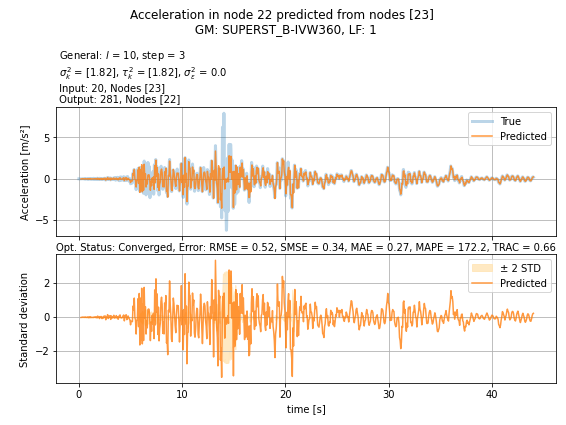 Acceleration in node 22 predicted from nodes [23]
GM: SUPERST_B-IVW360, LF: 1
General: l = 10, step = 3
σ²ₖ = [1.82], τ²ₖ = [1.82], σ²ε = 0.0
Input: 20, Nodes [23]
Output: 281, Nodes [22]
Acceleration [m/s²]
5
0
−5
True
Predicted
Opt. Status: Converged, Error: RMSE = 0.52, SMSE = 0.34, MAE = 0.27, MAPE = 172.2, TRAC = 0.66
Standard deviation
2
0
−2
± 2 STD
Predicted
0 10 20 30 40
time [s]